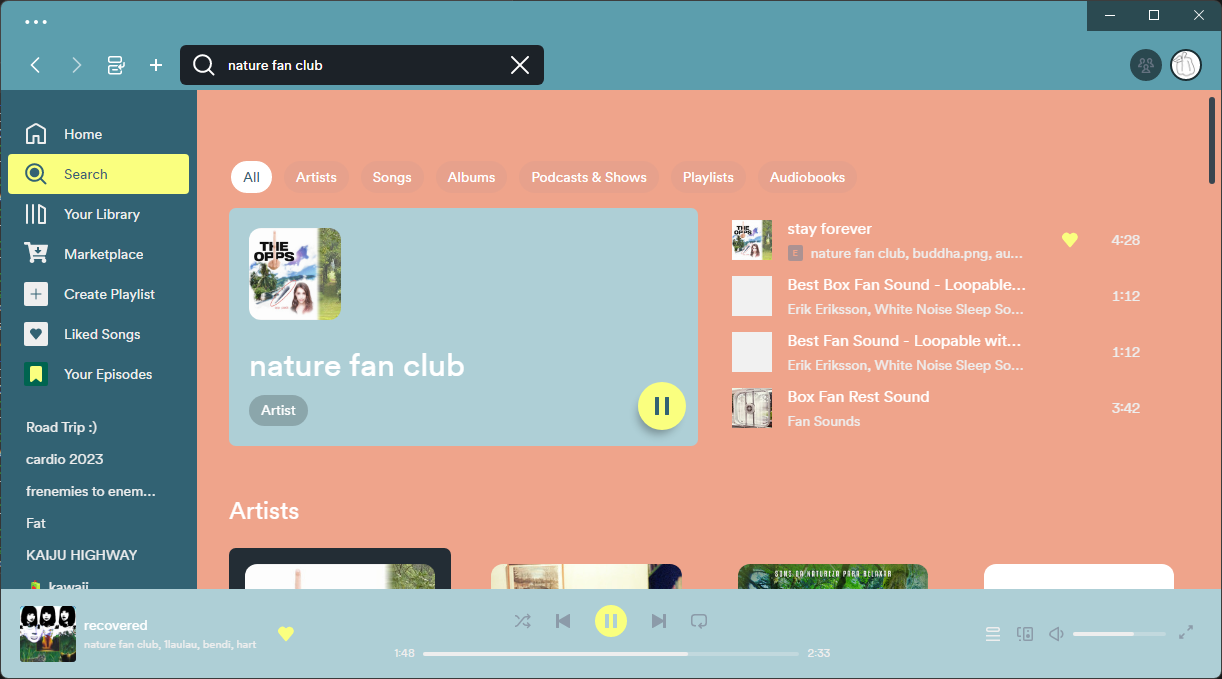 nature fan club
Home
Search
Your Library
Marketplace
Create Playlist
Liked Songs
Your Episodes
Road Trip :)
cardio 2023
frenemies to enem...
Fat
KAIJU HIGHWAY
kawaii
All
Artists
Songs
Albums
Podcasts & Shows
Playlists
Audiobooks
THE OPPS
nature fan club
Artist
THE OPPS
stay forever
4:28
E nature fan club, buddha.png, au...
Best Box Fan Sound - Loopable...
1:12
Erik Eriksson, White Noise Sleep So...
Best Fan Sound - Loopable wit...
1:12
Erik Eriksson, White Noise Sleep So...
Box Fan Rest Sound
3:42
Fan Sounds
Artists
SONS DA NATUREZA PARA RELAXAR
recovered
nature fan club, 1laulau, bendi, hart
1:48
2:33